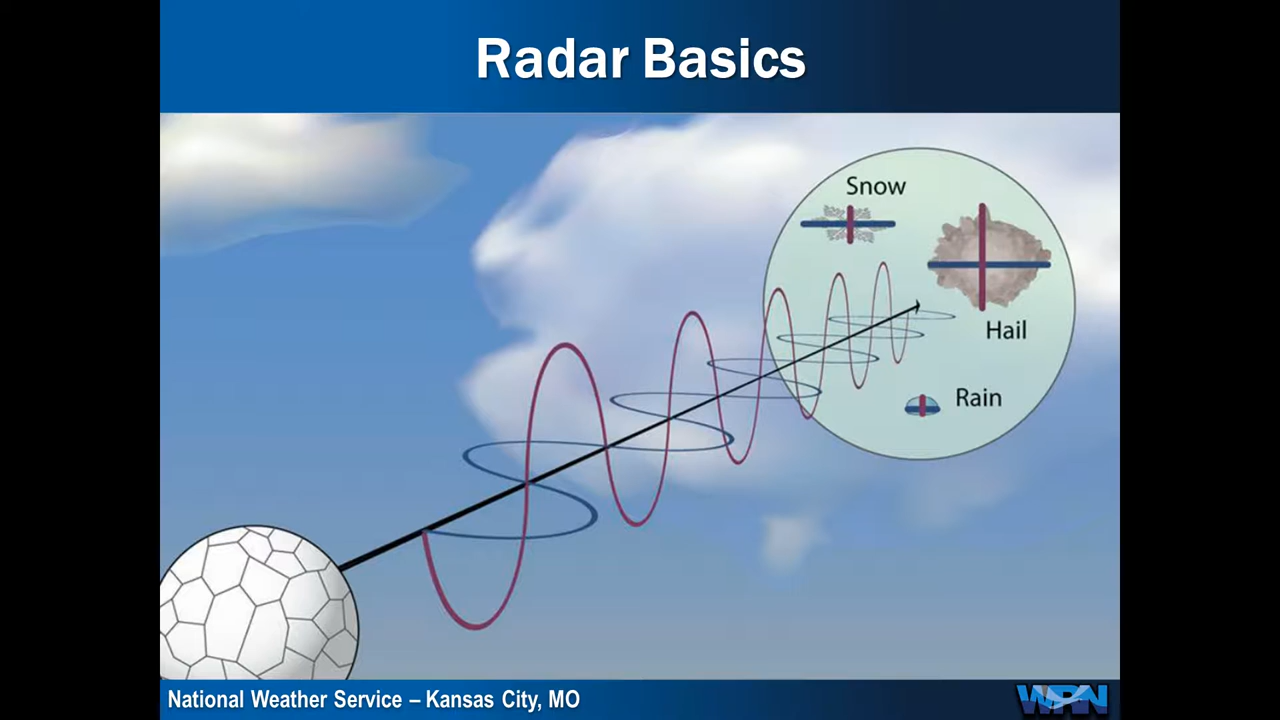 Radar Basics
Snow
Hail
Rain
National Weather Service – Kansas City, MO
WRN